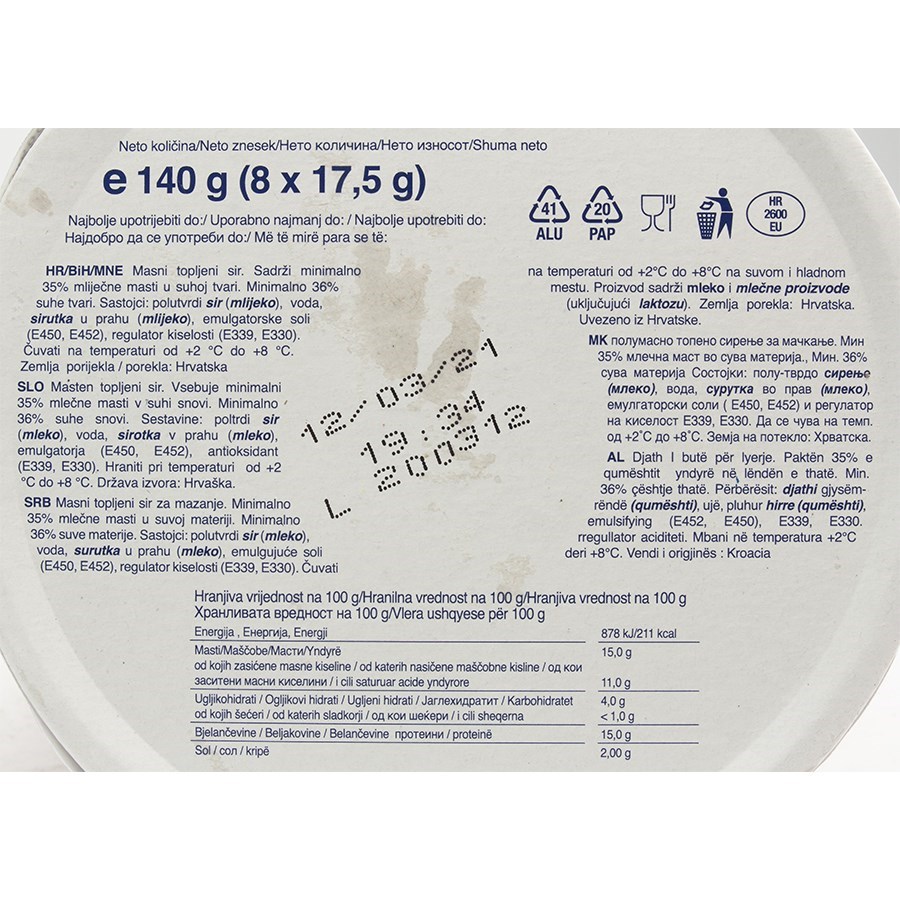 Neto količina/Neto znesek/Нето количина/Нето износот/Shuma neto
e 140 g (8 x 17,5 g)
Najbolje upotrijebiti do:/ Uporabno najmanj do: / Najbolje upotrebiti do:
Најдобро да се употреби до:/ Më të mirë para se të:
41
ALU
20
PAP
HR
2600
EU
HR/BiH/MNE Masni topljeni sir. Sadrži minimalno
35% mliječne masti u suhoj tvari. Minimalno 36%
suhe tvari. Sastojci: polutvrdi sir (mlijeko), voda,
sirutka u prahu (mlijeko), emulgatorske soli
(E450, E452), regulator kiselosti (E339, E330).
Čuvati na temperaturi od +2 °C do +8 °C.
Zemlja porijekla / porekla: Hrvatska
SLO Masten topljeni sir. Vsebuje minimalni
35% mlečne masti v suhi snovi. Minimalno
36% suhe snovi. Sestavine: poltrdi sir
(mleko), voda, sirotka v prahu (mleko),
emulgatorja (E450, E452), antioksidant
(E339, E330). Hraniti pri temperaturi od +2
°C do +8 °C. Država izvora: Hrvaška.
SRB Masni topljeni sir za mazanje. Minimalno
35% mlečne masti u suvoj materiji. Minimalno
36% suve materije. Sastojci: polutvrdi sir (mleko),
voda, surutka u prahu (mleko), emulgujuće soli
(E450, E452), regulator kiselosti (E339, E330). Čuvati
12/03/21
19:34
L 200312
na temperaturi od +2°C do +8°C na suvom i hladnom
mestu. Proizvod sadrži mleko i mlečne proizvode
(uključujući laktozu). Zemlja porekla: Hrvatska.
Uvezeno iz Hrvatske.
МК полумасно топено сирење за мачкање. Мин
35% млечна маст во сува материја., Мин. 36%
сува материја Состојки: полу-тврдо сирење
(млеко), вода, сурутка во прав (млеко),
емулгаторски соли ( E450, E452) и регулатор
на киселост E339, E330. Да се чува на темп.
од +2˚C до +8˚C. Земја на потекло: Хрватска.
AL Djath I butë për lyerje. Paktën 35% e
qumështit yndyrë në lëndën e thatë. Min.
36% çështje thatë. Përbërësit: djathi gjysëm-
rëndë (qumështi), ujë, pluhur hirre (qumështi),
emulsifying (E452, E450), E339, E330.
rregullator aciditeti. Mbani në temperatura +2°C
deri +8°C. Vendi i origjinës : Kroacia
Hranjiva vrijednost na 100 g/Hranilna vrednost na 100 g/Hranjiva vrednost na 100 g
Хранливата вредност на 100 g/Vlera ushqyese për 100 g
Energija , Енергија, Energji 878 kJ/211 kcal
Masti/Maščobe/Масти/Yndyrë 15,0 g
od kojih zasićene masne kiseline / od katerih nasičene maščobne kisline / од кои
заситени масни киселини / i cili saturuar acide yndyrore 11,0 g
Ugljikohidrati / Ogljikovi hidrati / Ugljeni hidrati / Јаглехидратит / Karbohidratet 4,0 g
od kojih šećeri / od katerih sladkorji / од кои шеќери / i cili sheqerna < 1,0 g
Bjelančevine / Beljakovine / Belančevine протеини / proteinë 15,0 g
Sol / сол / kripë 2,00 g